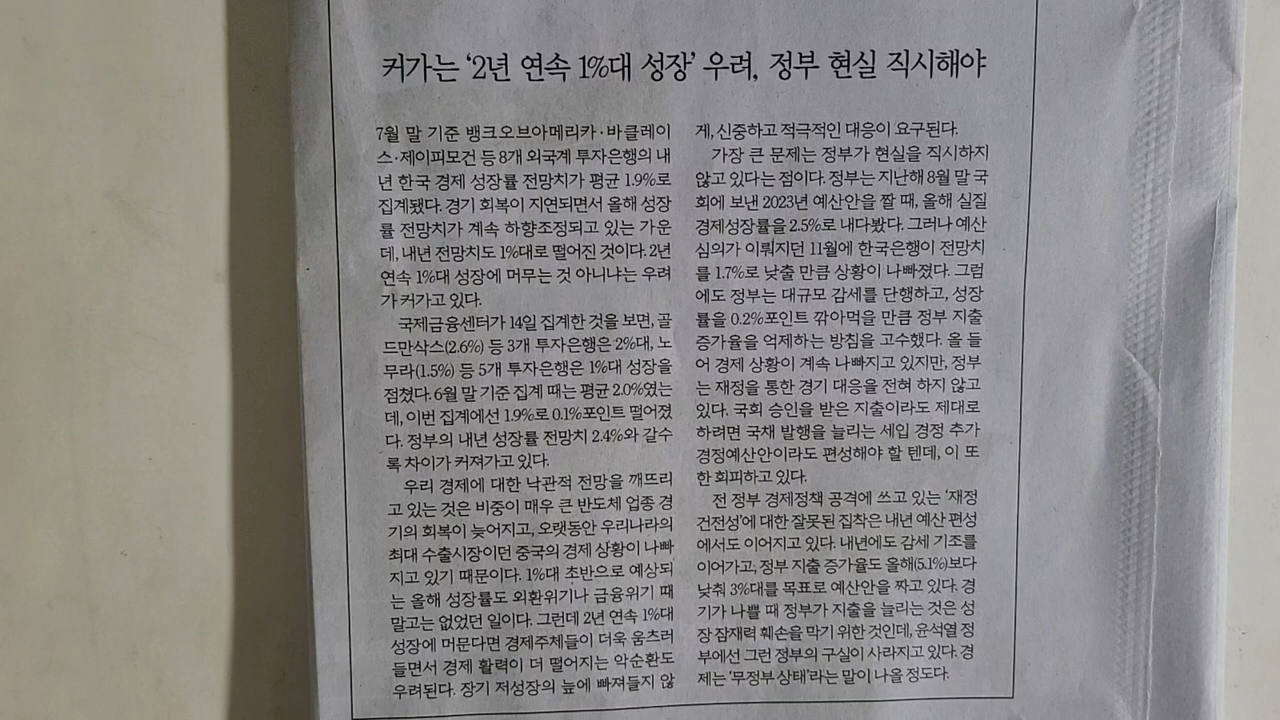 커가는 ‘2년 연속 1%대 성장’ 우려, 정부 현실 직시해야
7월 말 기준 뱅크오브아메리카·바클레이
스·제이피모건 등 8개 외국계 투자은행의 내
년 한국 경제 성장률 전망치가 평균 1.9%로
집계됐다. 경기 회복이 지연되면서 올해 성장
률 전망치가 계속 하향조정되고 있는 가운
데, 내년 전망치도 1%대로 떨어진 것이다. 2년
연속 1%대 성장에 머무는 것 아니냐는 우려
가 커가고 있다.
국제금융센터가 14일 집계한 것을 보면, 골
드만삭스(2.6%) 등 3개 투자은행은 2%대, 노
무라(1.5%) 등 5개 투자은행은 1%대 성장을
점쳤다. 6월 말 기준 집계 때는 평균 2.0%였는
데, 이번 집계에선 1.9%로 0.1%포인트 떨어졌
다. 정부의 내년 성장률 전망치 2.4%와 갈수
록 차이가 커져가고 있다.
우리 경제에 대한 낙관적 전망을 깨뜨리
고 있는 것은 비중이 매우 큰 반도체 업종 경
기의 회복이 늦어지고, 오랫동안 우리나라의
최대 수출시장이던 중국의 경제 상황이 나빠
지고 있기 때문이다. 1%대 초반으로 예상되
는 올해 성장률도 외환위기나 금융위기 때
말고는 없었던 일이다. 그런데 2년 연속 1%대
성장에 머문다면 경제주체들이 더욱 움츠러
들면서 경제 활력이 더 떨어지는 악순환도
우려된다. 장기 저성장의 늪에 빠져들지 않
게, 신중하고 적극적인 대응이 요구된다.
가장 큰 문제는 정부가 현실을 직시하지
않고 있다는 점이다. 정부는 지난해 8월 말 국
회에 보낸 2023년 예산안을 짤 때, 올해 실질
경제성장률을 2.5%로 내다봤다. 그러나 예산
심의가 이뤄지던 11월에 한국은행이 전망치
를 1.7%로 낮출 만큼 상황이 나빠졌다. 그럼
에도 정부는 대규모 감세를 단행하고, 성장
률을 0.2%포인트 깎아먹을 만큼 정부 지출
증가율을 억제하는 방침을 고수했다. 올 들
어 경제 상황이 계속 나빠지고 있지만, 정부
는 재정을 통한 경기 대응을 전혀 하지 않고
있다. 국회 승인을 받은 지출이라도 제대로
하려면 국채 발행을 늘리는 세입 경정 추가
경정예산안이라도 편성해야 할 텐데, 이 또
한 회피하고 있다.
전 정부 경제정책 공격에 쓰고 있는 ‘재정
건전성’에 대한 잘못된 집착은 내년 예산 편성
에서도 이어지고 있다. 내년에도 감세 기조를
이어가고, 정부 지출 증가율도 올해(5.1%)보다
낮춰 3%대를 목표로 예산안을 짜고 있다. 경
기가 나쁠 때 정부가 지출을 늘리는 것은 성
장 잠재력 훼손을 막기 위한 것인데, 윤석열 정
부에선 그런 정부의 구실이 사라지고 있다. 경
제는 ‘무정부 상태’라는 말이 나올 정도다.